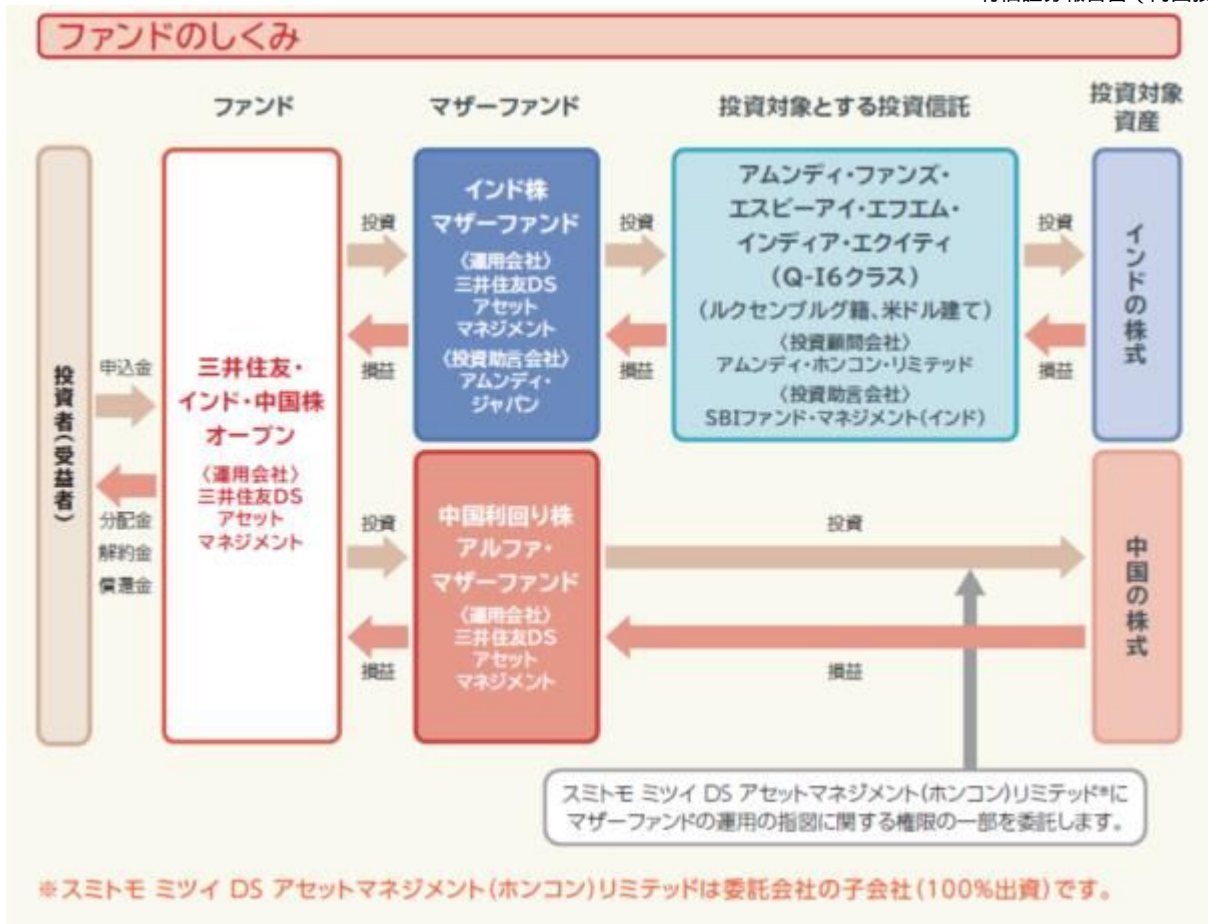 ファンドのしくみ
ファンド
マザーファンド
投資対象とする投資信託
投資対象
資産
投資者(受益者)
申込金
分配金
解約金
償還金
三井住友・
インド・中国株
オープン
〈運用会社〉
三井住友DS
アセット
マネジメント
投資
損益
投資
損益
インド株
マザーファンド
〈運用会社〉
三井住友DS
アセット
マネジメント
〈投資助言会社〉
アムンディ・
ジャパン
投資
損益
アムンディ・ファンズ・
エスビーアイ・エフエム・
インディア・エクイティ
(Q-I6クラス)
(ルクセンブルグ籍、米ドル建て)
〈投資顧問会社〉
アムンディ・ホンコン・リミテッド
〈投資助言会社〉
SBIファンド・マネジメント(インド)
投資
損益
インドの株式
中国利回り株
アルファ・
マザーファンド
〈運用会社〉
三井住友DS
アセット
マネジメント
投資
損益
中国の株式
スミトモ ミツイ DS アセットマネジメント(ホンコン)リミテッド※に
マザーファンドの運用の指図に関する権限の一部を委託します。
※スミトモ ミツイ DS アセットマネジメント(ホンコン)リミテッドは委託会社の子会社(100%出資)です。